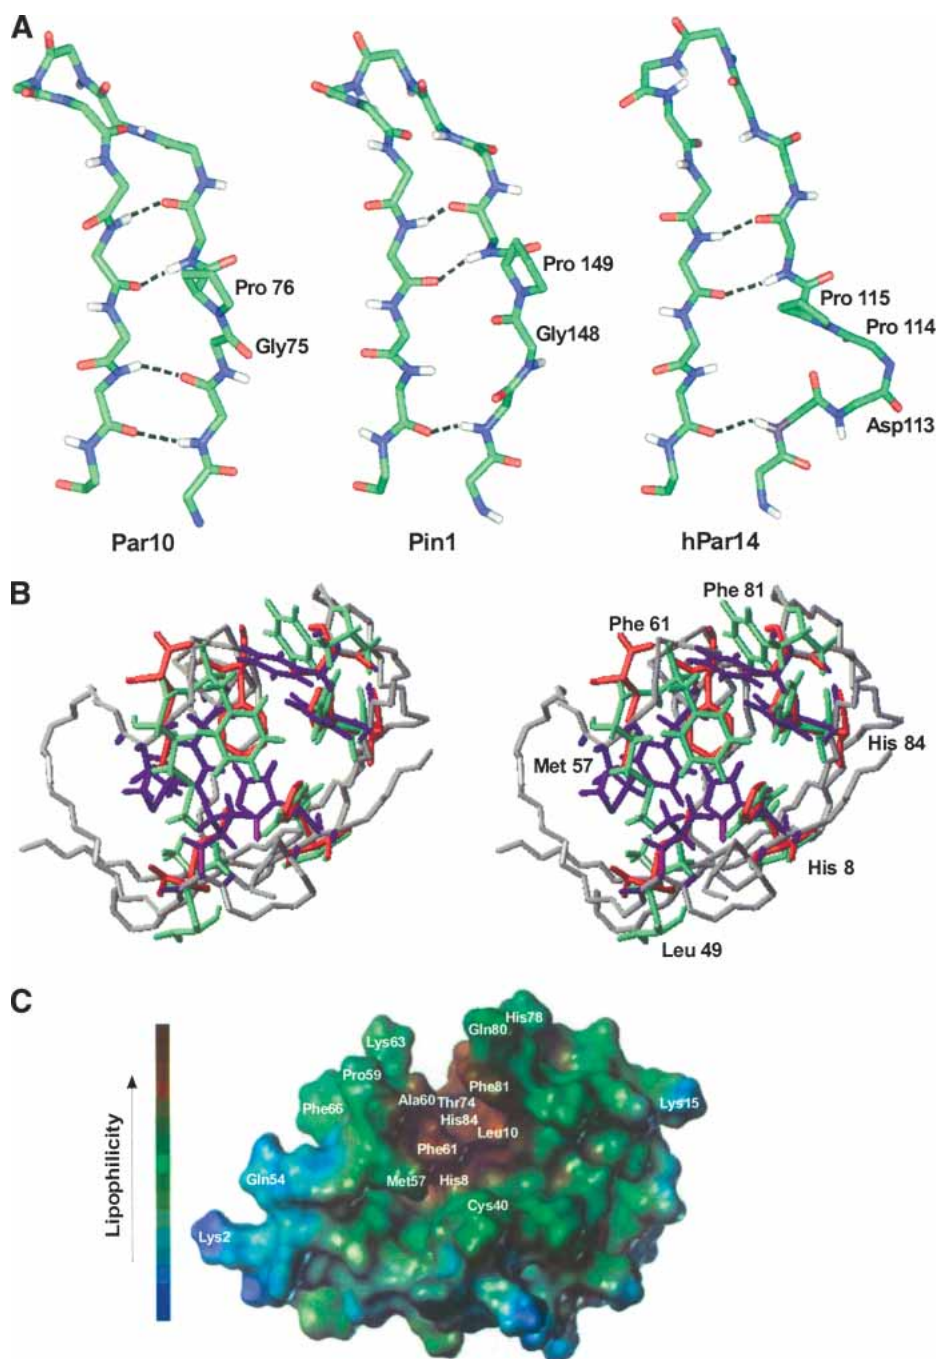 A
Pro 76
Gly75
Par10
Pro 149
Gly148
Pin1
Pro 115
Pro 114
Asp113
hPar14
B
Phe 81
Phe 61
His 84
Met 57
His 8
Leu 49
C
Lipophilicity
His78
Gln80
Lys63
Pro59
Phe81
Ala60
Thr74
Lys15
Phe66
His84
Leu10
Phe61
Gln54
Met57
His8
Cys40
Lys2